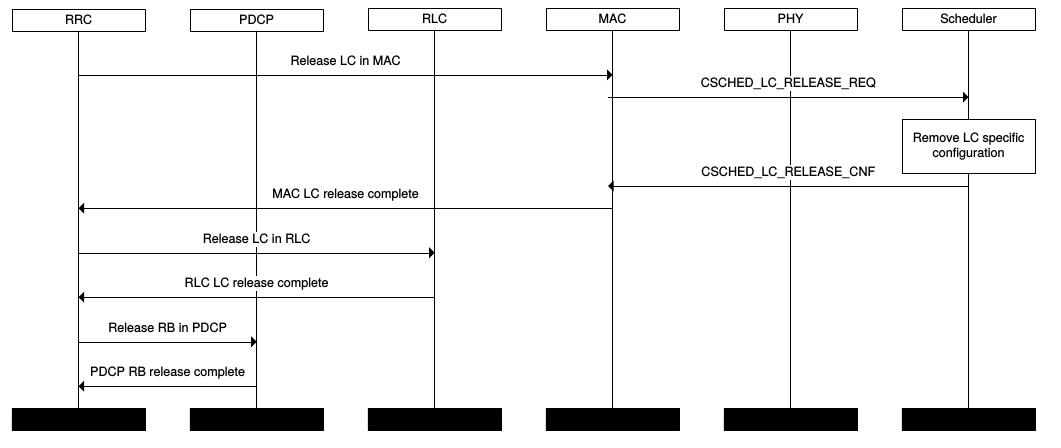 RRC
PDCP
RLC
MAC
PHY
Scheduler
Release LC in MAC
CSCHED_LC_RELEASE_REQ
Remove LC specific
configuration
CSCHED_LC_RELEASE_CNF
MAC LC release complete
Release LC in RLC
RLC LC release complete
Release RB in PDCP
PDCP RB release complete